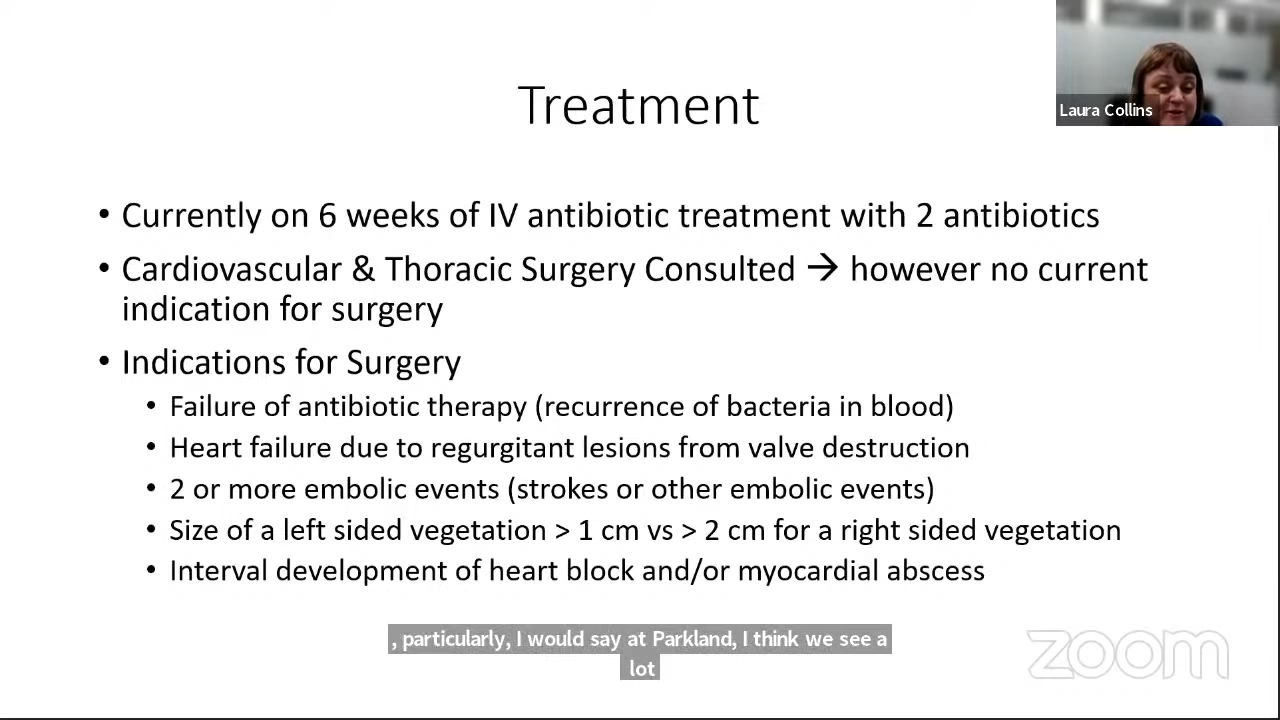 Treatment
Laura Collins
• Currently on 6 weeks of IV antibiotic treatment with 2 antibiotics
• Cardiovascular & Thoracic Surgery Consulted → however no current
indication for surgery
• Indications for Surgery
• Failure of antibiotic therapy (recurrence of bacteria in blood)
• Heart failure due to regurgitant lesions from valve destruction
• 2 or more embolic events (strokes or other embolic events)
• Size of a left sided vegetation > 1 cm vs > 2 cm for a right sided vegetation
• Interval development of heart block and/or myocardial abscess
, particularly, I would say at Parkland, I think we see a
lot
zoom